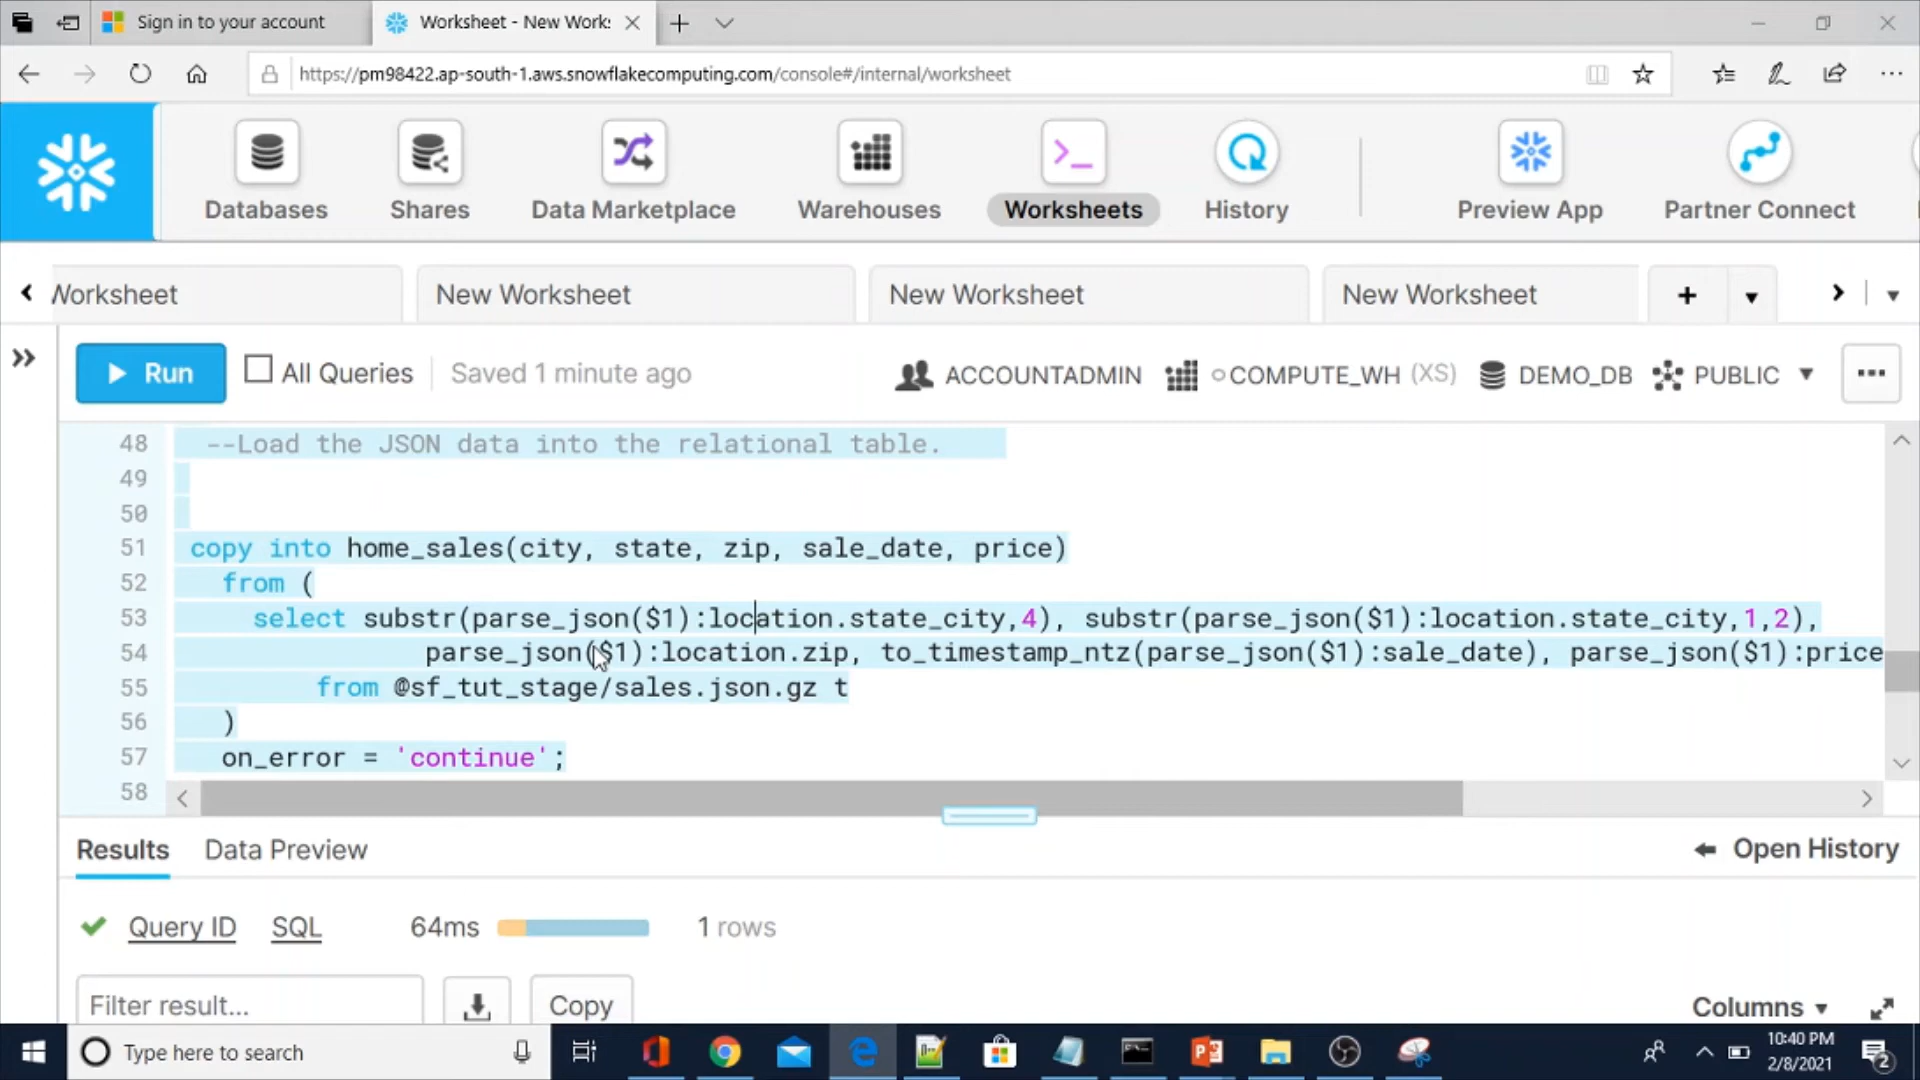 Sign in to your account
Worksheet - New Work:
https://pm98422.ap-south-1.aws.snowflakecomputing.com/console#/internal/worksheet
Databases
Shares
Data Marketplace
Warehouses
Worksheets
History
Preview App
Partner Connect
Worksheet
New Worksheet
New Worksheet
New Worksheet
Run
All Queries
Saved 1 minute ago
ACCOUNTADMIN
COMPUTE_WH (XS)
DEMO_DB
PUBLIC
48 --Load the JSON data into the relational table.
49
50
51 copy into home_sales(city, state, zip, sale_date, price)
52 from (
53 select substr(parse_json($1):location.state_city,4), substr(parse_json($1):location.state_city,1,2),
54 parse_json($1):location.zip, to_timestamp_ntz(parse_json($1):sale_date), parse_json($1):price
55 from @sf_tut_stage/sales.json.gz t
56 )
57 on_error = 'continue';
58
Results
Data Preview
Open History
Query ID
SQL
64ms
1 rows
Filter result...
Copy
Columns
Type here to search
10:40 PM
2/8/2021
2